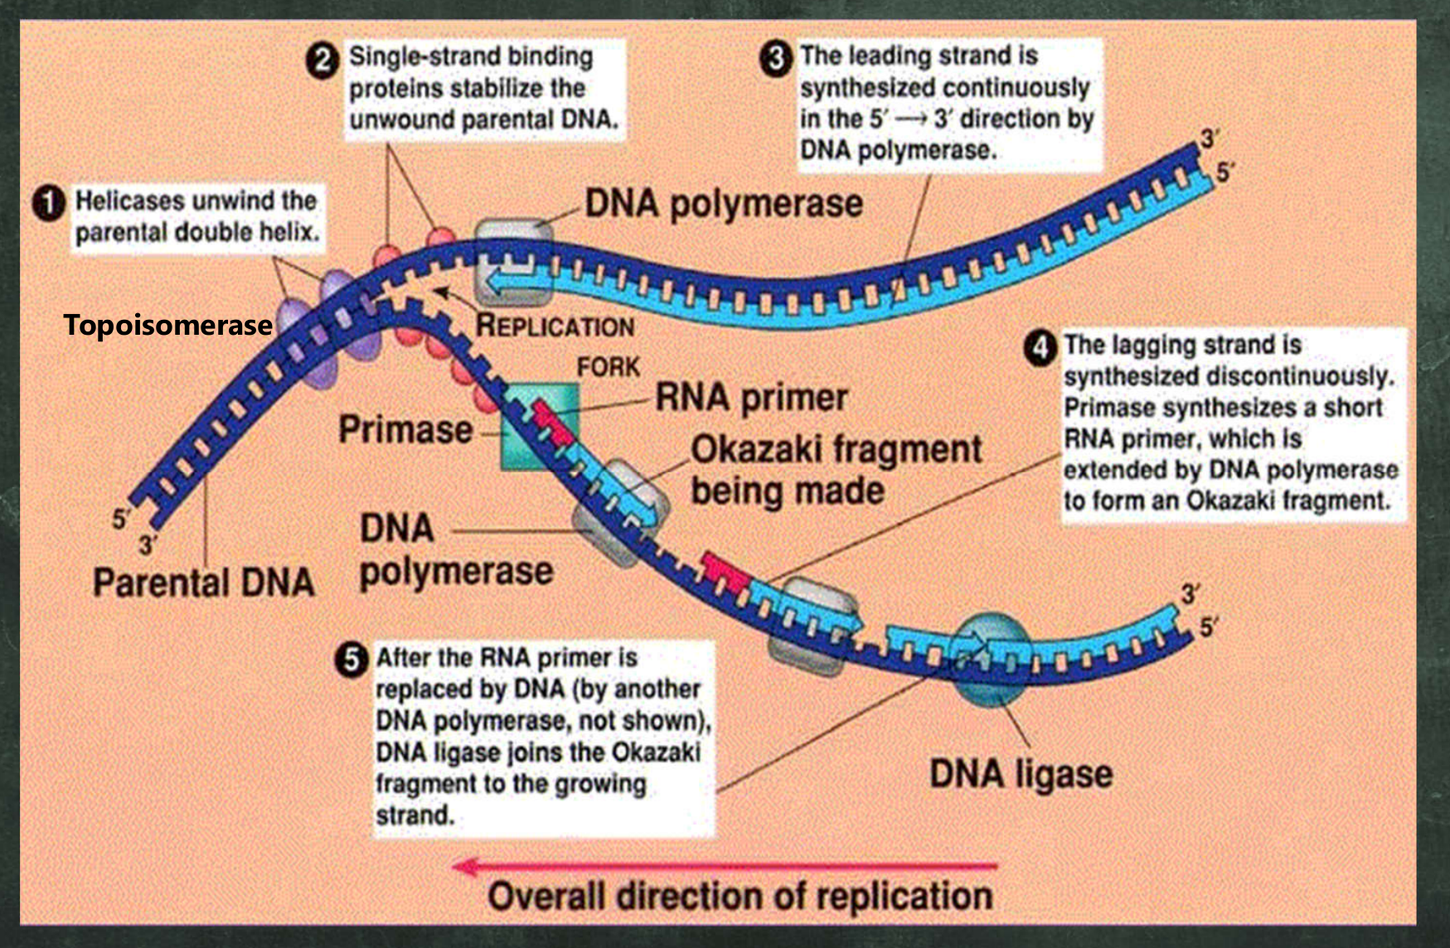 2 Single-strand binding
proteins stabilize the
unwound parental DNA.
3 The leading strand is
synthesized continuously
in the 5′ → 3′ direction by
DNA polymerase.
3′
5′
1 Helicases unwind the
parental double helix.
DNA polymerase
Topoisomerase
REPLICATION
FORK
4 The lagging strand is
synthesized discontinuously.
Primase synthesizes a short
RNA primer, which is
extended by DNA polymerase
to form an Okazaki fragment.
RNA primer
Primase
Okazaki fragment
being made
5′
3′
DNA
polymerase
Parental DNA
3′
5′
5 After the RNA primer is
replaced by DNA (by another
DNA polymerase, not shown),
DNA ligase joins the Okazaki
fragment to the growing
strand.
DNA ligase
Overall direction of replication